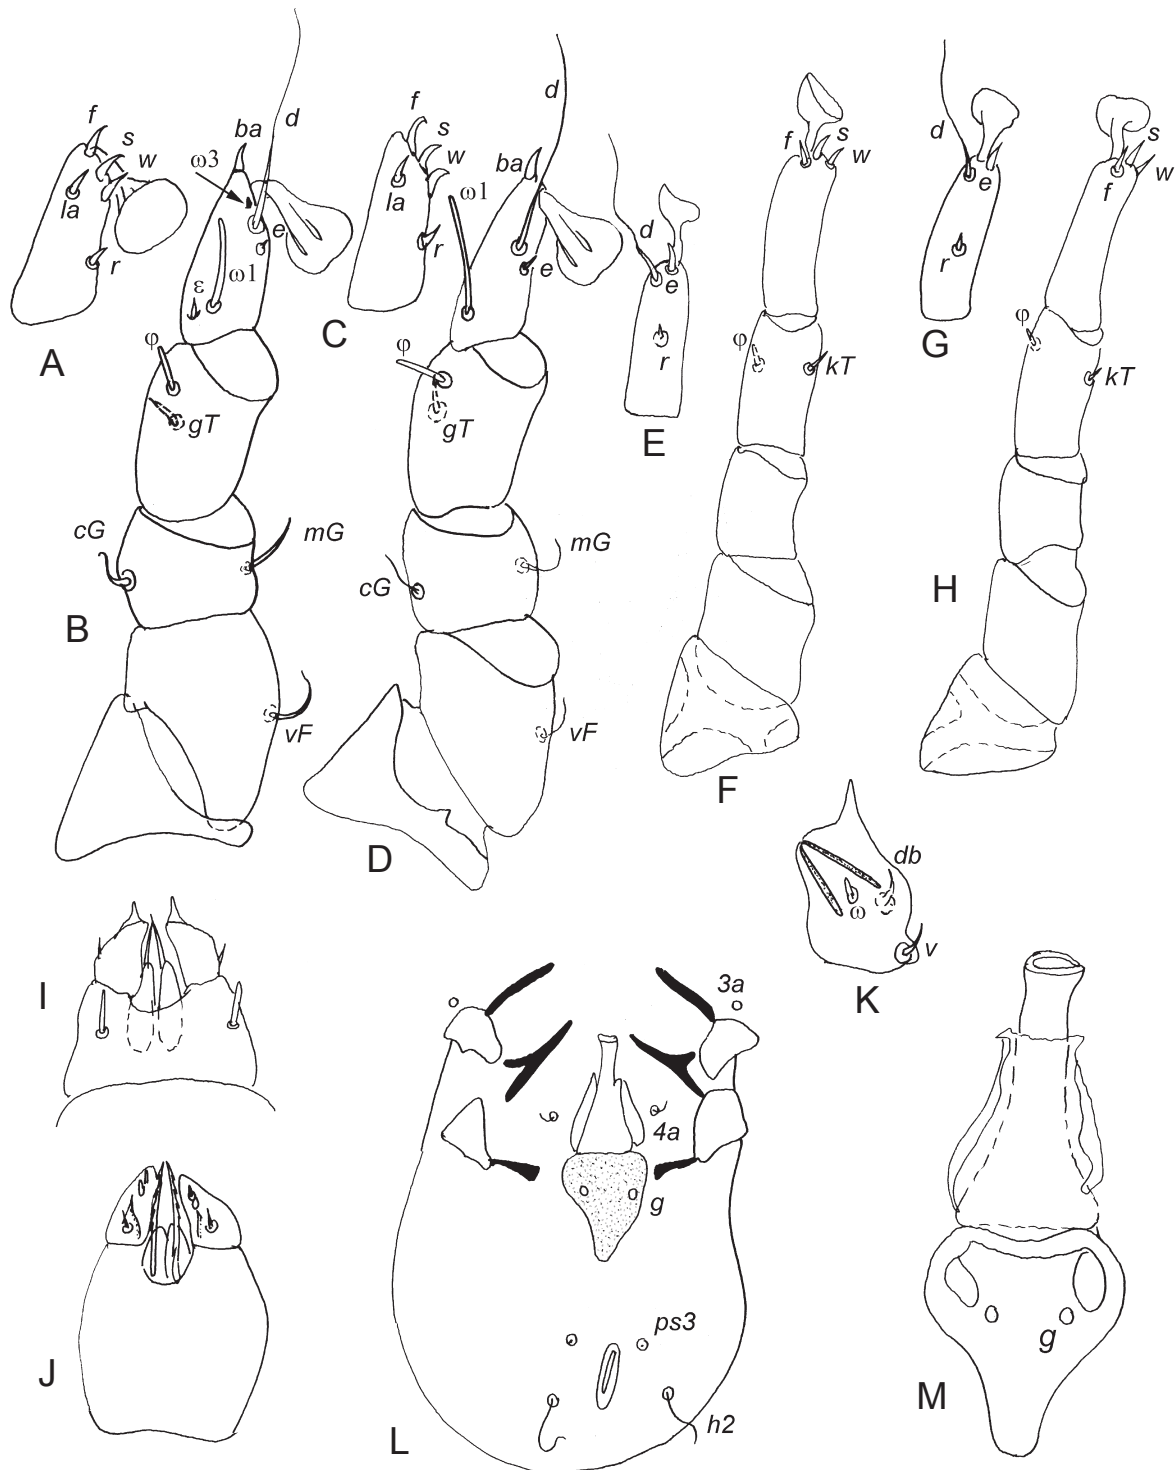 f
s
w
la
r
A
ba
d
ω3
e
ω1
ε
φ
gT
cG
mG
B
vF
f
s
w
la
r
C
d
ba
ω1
e
φ
gT
mG
cG
vF
D
d
e
r
E
f
s
w
φ
kT
F
d
e
r
G
s
w
f
φ
kT
H
I
J
db
ω
v
K
3a
4a
g
ps3
h2
L
g
M